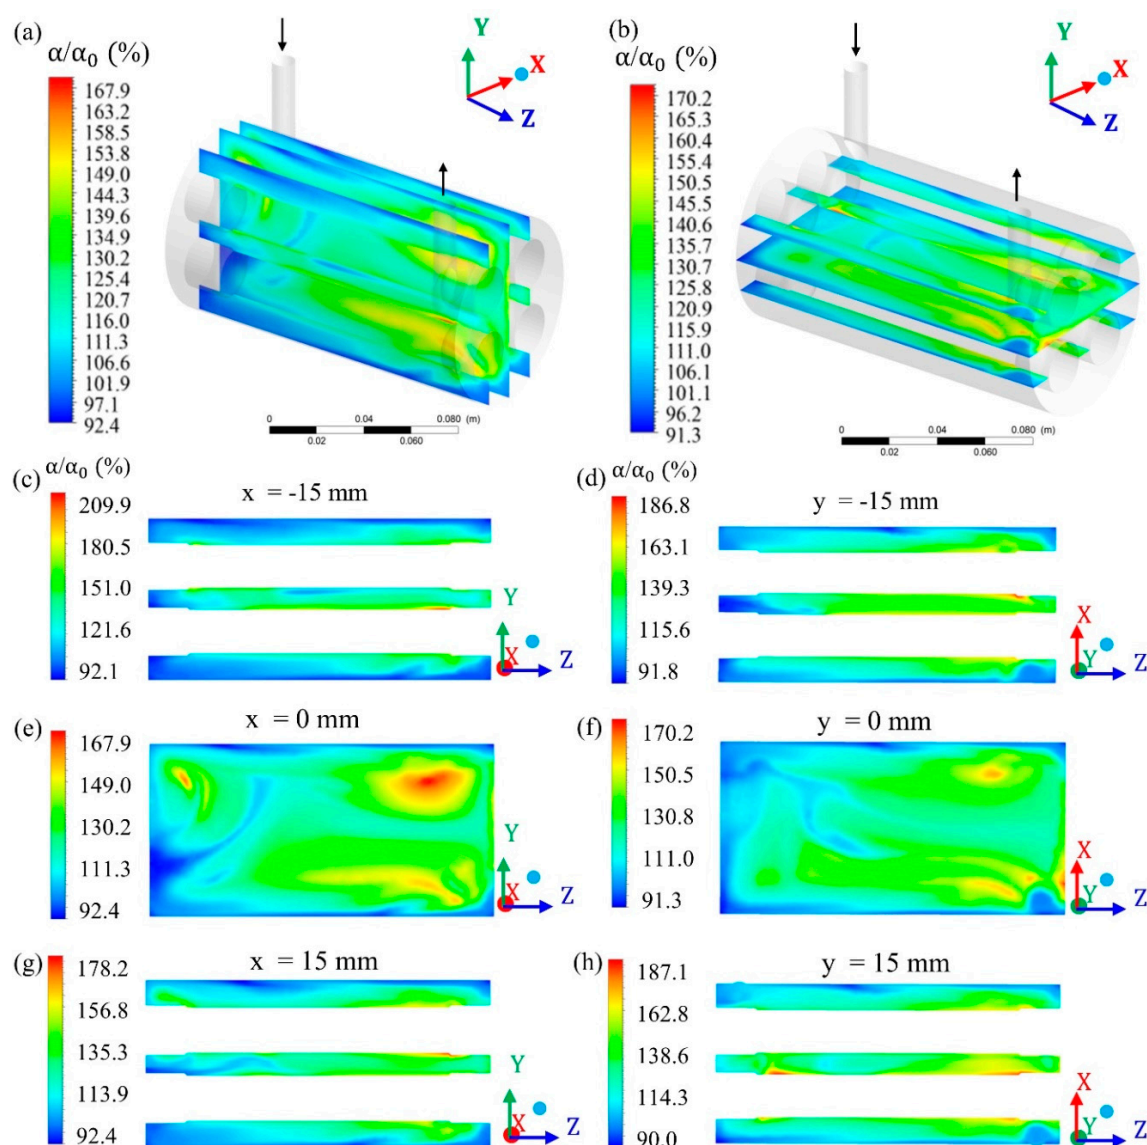 (a)
α/α₀ (%)
167.9
163.2
158.5
153.8
149.0
144.3
139.6
134.9
130.2
125.4
120.7
116.0
111.3
106.6
101.9
97.1
92.4
Y
X
Z
0 0.04 0.080 (m)
0.02 0.060
(b)
α/α₀ (%)
170.2
165.3
160.4
155.4
150.5
145.6
140.6
135.7
130.7
125.8
120.9
115.9
111.0
106.1
101.1
96.2
91.3
Y
X
Z
0 0.04 0.080 (m)
0.02 0.060
(c)
α/α₀ (%)
209.9
180.5
151.0
121.6
92.1
x = -15 mm
Y
X
Z
(d)
α/α₀ (%)
186.8
163.1
139.3
115.6
91.8
y = -15 mm
X
Y
Z
(e)
167.9
149.0
130.2
111.3
92.4
x = 0 mm
Y
X
Z
(f)
170.2
150.5
130.8
111.0
91.3
y = 0 mm
X
Y
Z
(g)
178.2
156.8
135.3
113.9
92.4
x = 15 mm
Y
X
Z
(h)
187.1
162.8
138.6
114.3
90.0
y = 15 mm
X
Y
Z